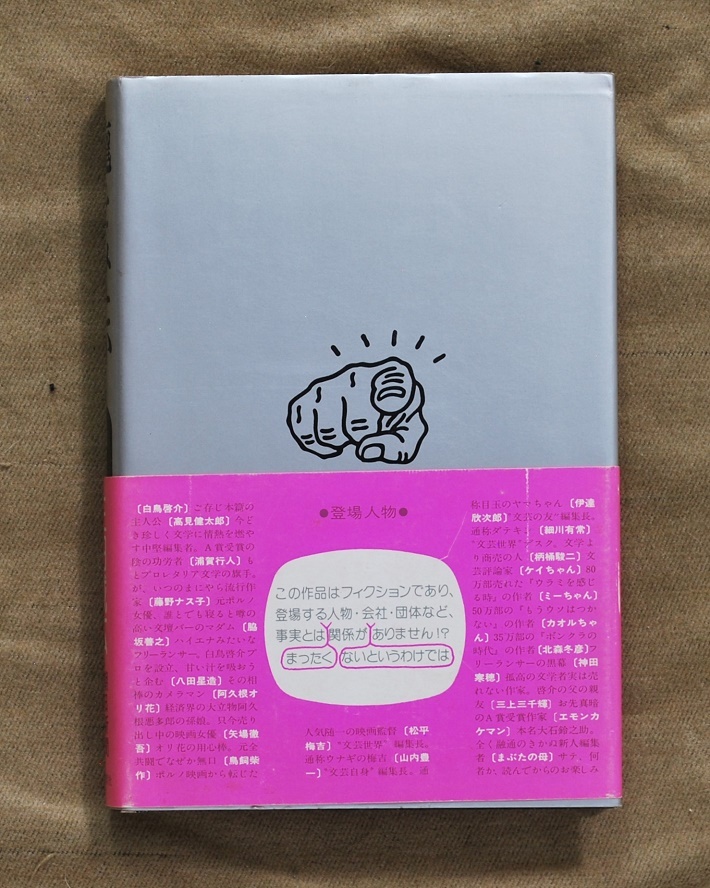 ●登場人物●
〔白鳥啓介〕ご存じ本篇の
主人公〔高見健太郎〕今ど
き珍しく文学に情熱を燃や
す中堅編集者。A賞受賞の
陰の功労者〔浦賀行人〕も
とプロレタリア文学の旗手。
が、いつのまにやら流行作
家〔藤野ナス子〕元ポルノ
女優、誰とでも寝ると噂の
高い文壇バーのマダム〔脇
坂善之〕ハイエナみたいな
フリーランサー。白鳥啓介プ
ロを設立、甘い汁を吸おう
と企む〔八田星造〕その相
棒のカメラマン〔阿久根オ
リ花〕経済界の大立物阿久
根悪多郎の孫娘。只今売り
出し中の映画女優〔矢場徹
吾〕オリ花の用心棒。元全
共闘でなぜか無口〔鳥飼柴
作〕ポルノ映画から転じた
人気随一の映画監督〔松平
梅吉〕“文芸世界”編集長。
通称ウナギの梅吉〔山内豊
一〕“文芸自身”編集長。通
称目玉のヤマちゃん〔伊達
欣次郎〕“文芸の友”編集長。
通称ダテキン〔細川有常〕
“文芸世界”デスク。文学よ
り商売の人〔柄桶駿二〕文
芸評論家〔ケイちゃん〕80
万部売れた『ウラミを感じ
る時』の作者〔ミーちゃん〕
50万部の『もうウソはつか
ない』の作者〔カオルちゃ
ん〕35万部の『ボンクラの
時代』の作者〔北森冬彦〕フ
リーランサーの黒幕〔神田
寒穂〕孤高の文学者実は売
れない作家。啓介の父の親
友〔三上三千輝〕お先真暗
のA賞受賞作家〔エモンカ
ケマン〕本名大石鈴之助。
全く融通のきかぬ新人編集
者〔まぶたの母〕サテ、何
者か、読んでからのお楽しみ
この作品はフィクションであり、
登場する人物・会社・団体など、
事実とは関係がありません!?
まったく ないというわけでは